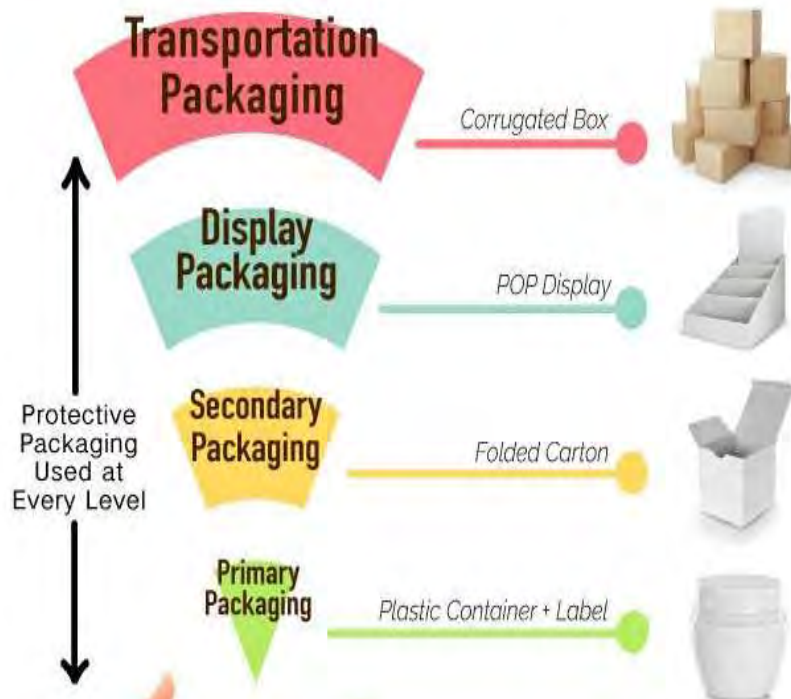 Transportation
Packaging
Corrugated Box
Display
Packaging
POP Display
Protective
Packaging
Used at
Every Level
Secondary
Packaging
Folded Carton
Primary
Packaging
Plastic Container + Label